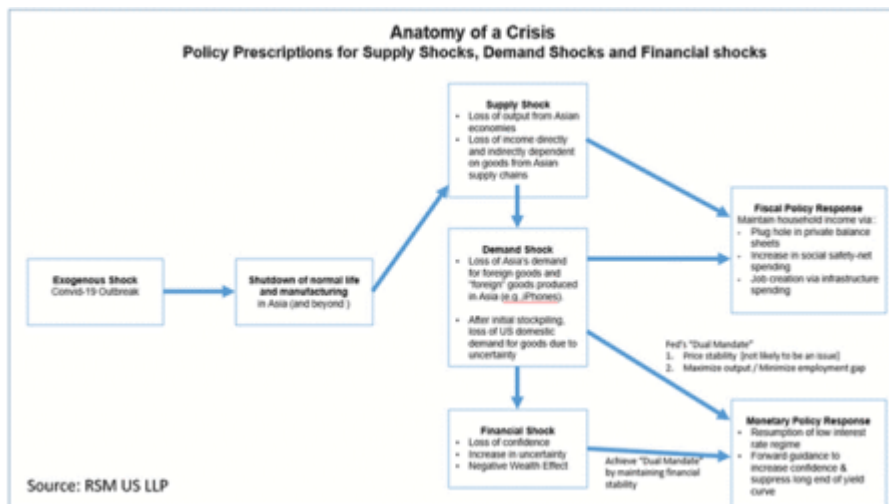 Anatomy of a Crisis
Policy Prescriptions for Supply Shocks, Demand Shocks and Financial shocks
Exogenous Shock
Convid-19 Outbreak
Shutdown of normal life
and manufacturing
in Asia (and beyond )
Supply Shock
• Loss of output from Asian
economies
• Loss of income directly
and indirectly dependent
on goods from Asian
supply chains
Demand Shock
• Loss of Asia's demand
for foreign goods and
"foreign" goods produced
in Asia (e.g. iPhones).
• After initial stockpiling,
loss of US domestic
demand for goods due to
uncertainty
Financial Shock
• Loss of confidence
• Increase in uncertainty
• Negative Wealth Effect
Fiscal Policy Response
Maintain household income via :
- Plug hole in private balance
sheets
- Increase in social safety-net
spending
- Job creation via infrastructure
spending
Fed's "Dual Mandate"
1. Price stability [not likely to be an issue]
2. Maximize output / Minimize employment gap
Achieve "Dual Mandate"
by maintaining financial
stability
Monetary Policy Response
• Resumption of low interest
rate regime
• Forward guidance to
increase confidence &
suppress long end of yield
curve
Source: RSM US LLP